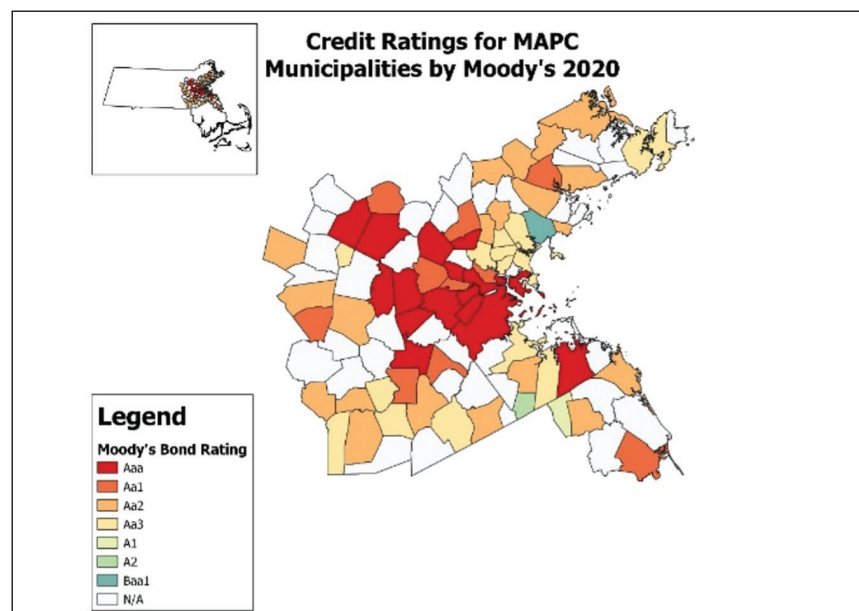 Credit Ratings for MAPC
Municipalities by Moody's 2020
Legend
Moody's Bond Rating
Aaa
Aa1
Aa2
Aa3
A1
A2
Baa1
N/A